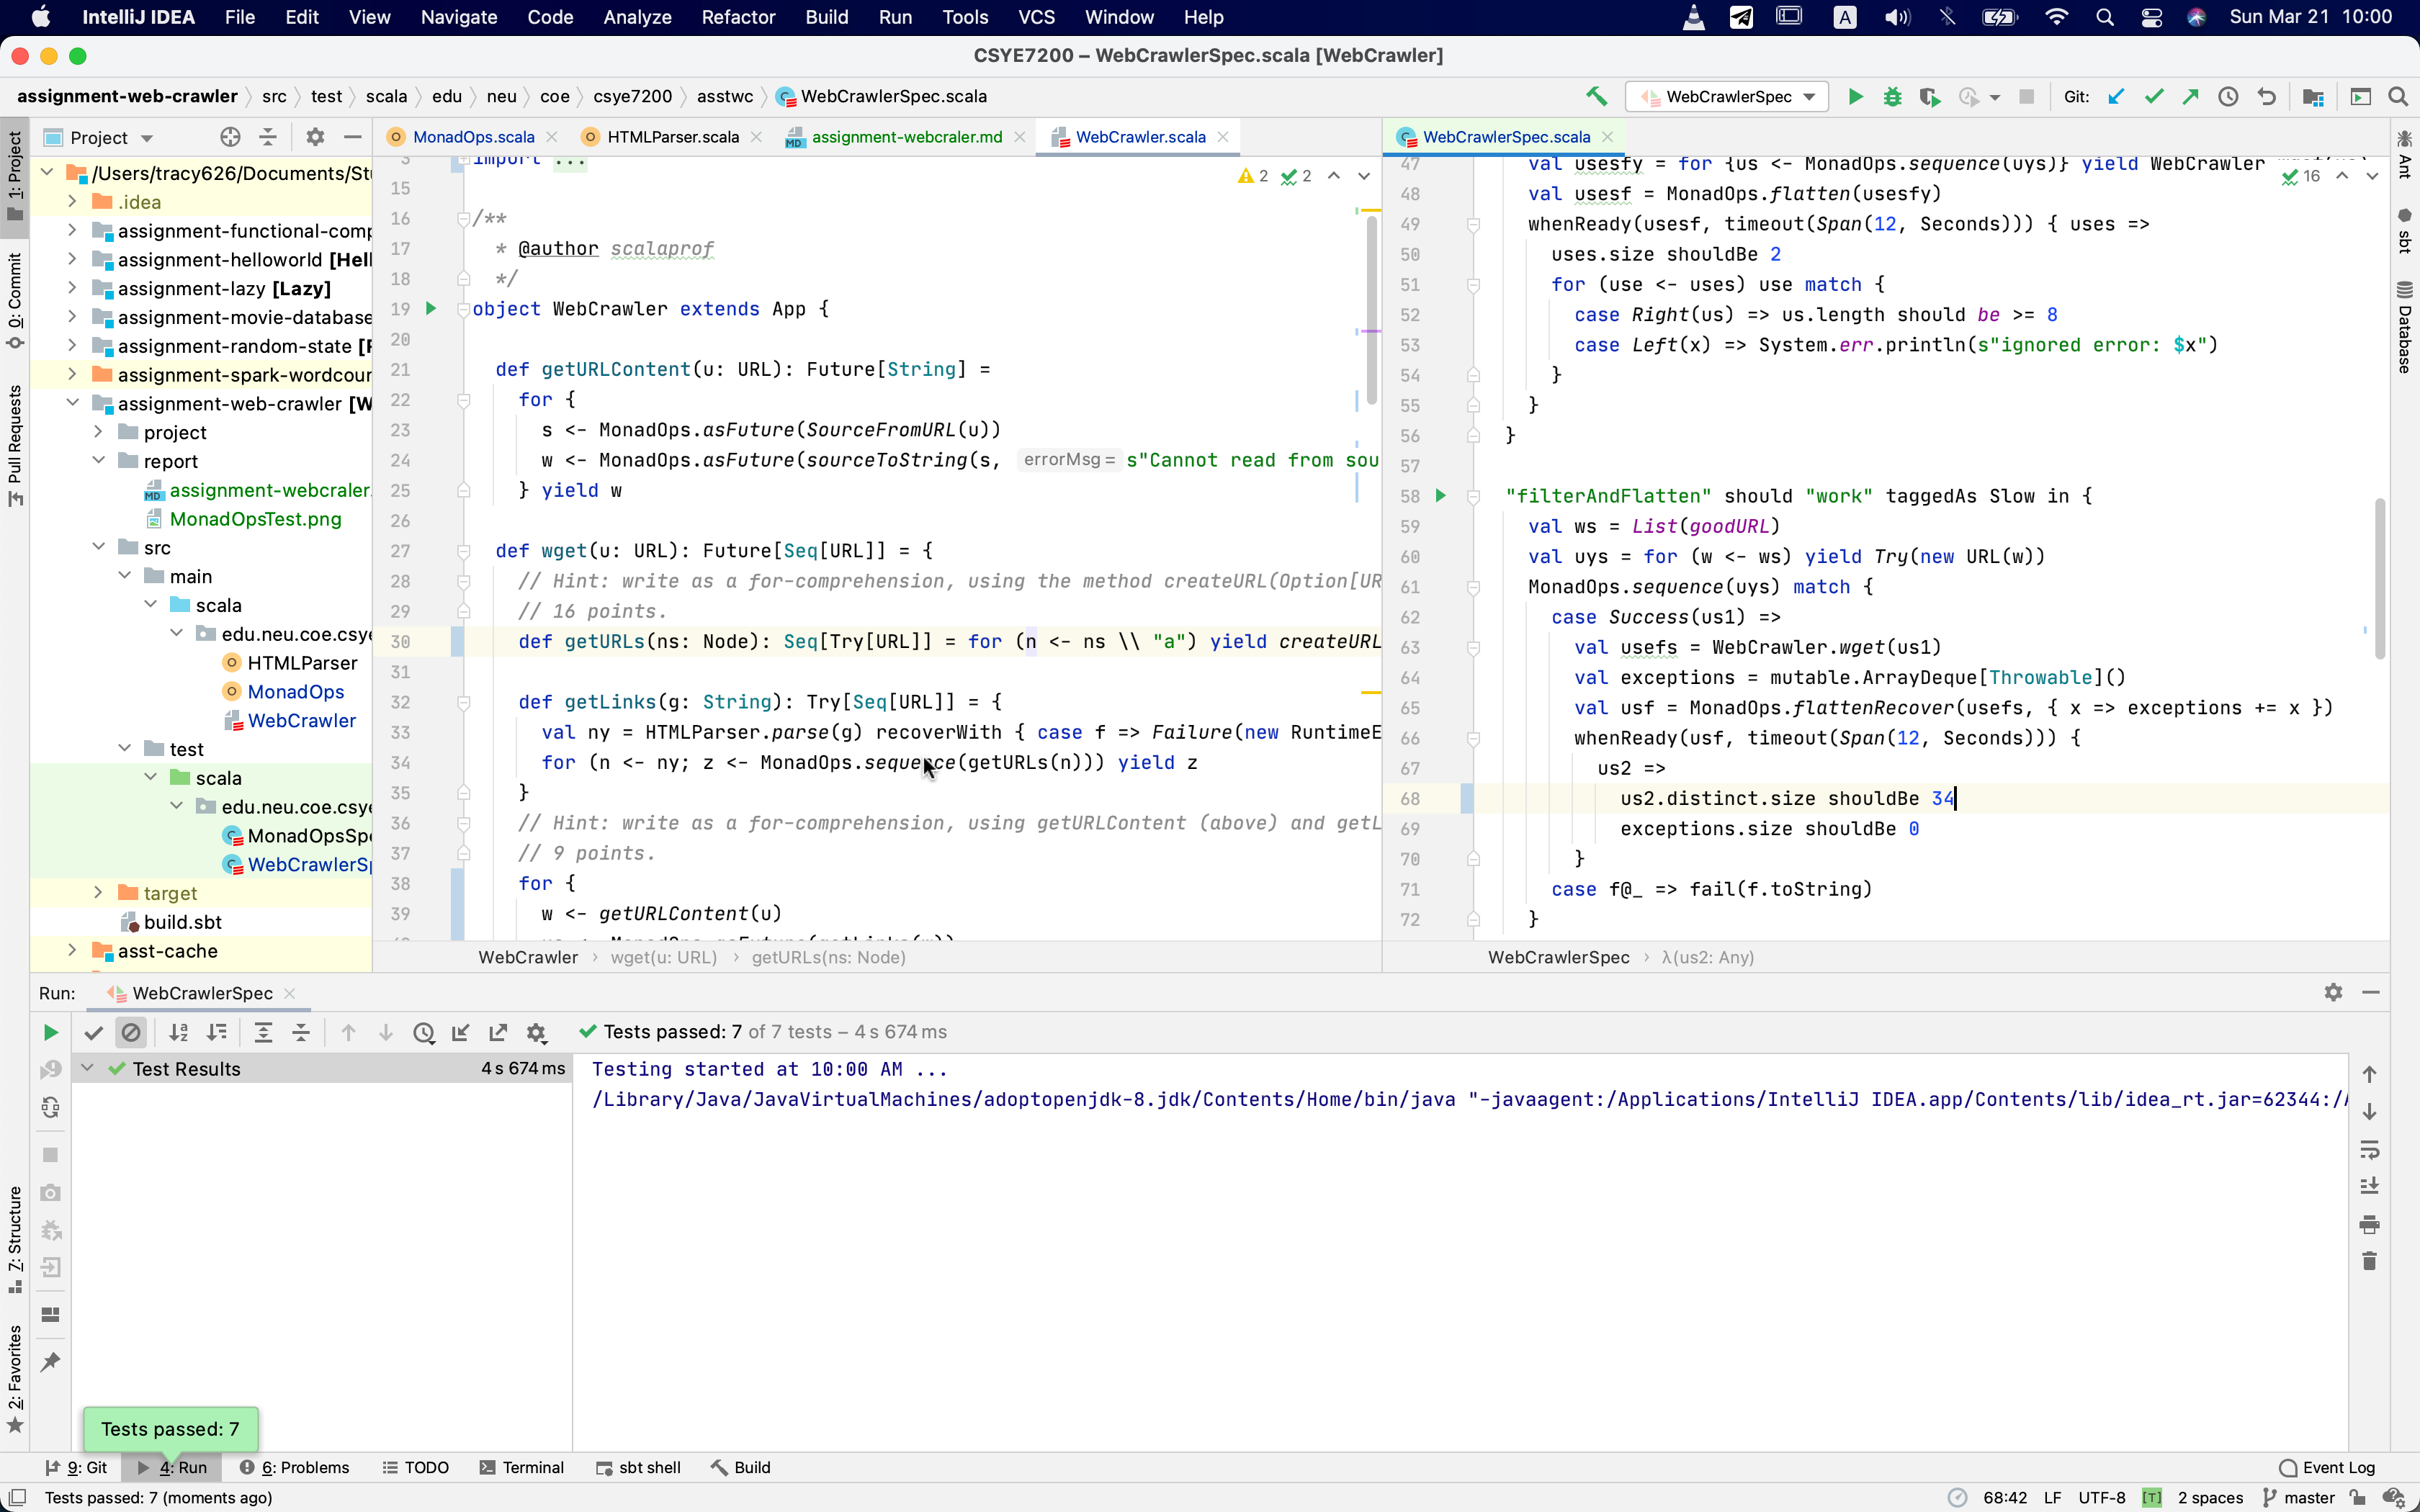 IntelliJ IDEA File Edit View Navigate Code Analyze Refactor Build Run Tools VCS Window Help A Sun Mar 21 10:00
CSYE7200 – WebCrawlerSpec.scala [WebCrawler]
assignment-web-crawler src test scala edu neu coe csye7200 asstwc WebCrawlerSpec.scala WebCrawlerSpec Git:
Project
MonadOps.scala HTMLParser.scala assignment-webcraler.md WebCrawler.scala
WebCrawlerSpec.scala
1: Project
0: Commit
Pull Requests
7: Structure
2: Favorites
/Users/tracy626/Documents/St
.idea
assignment-functional-comp
assignment-helloworld [Hel
assignment-lazy [Lazy]
assignment-movie-database
assignment-random-state [
assignment-spark-wordcour
assignment-web-crawler [W
project
report
assignment-webcraler.
MonadOpsTest.png
src
main
scala
edu.neu.coe.csye
HTMLParser
MonadOps
WebCrawler
test
scala
edu.neu.coe.csye
MonadOpsSpe
WebCrawlerSp
target
build.sbt
asst-cache
3 import ...
2 2
15
16 /**
17 * @author scalaprof
18 */
19 object WebCrawler extends App {
20
21 def getURLContent(u: URL): Future[String] =
22 for {
23 s <- MonadOps.asFuture(SourceFromURL(u))
24 w <- MonadOps.asFuture(sourceToString(s, errorMsg = s"Cannot read from sou
25 } yield w
26
27 def wget(u: URL): Future[Seq[URL]] = {
28 // Hint: write as a for-comprehension, using the method createURL(Option[UR
29 // 16 points.
30 def getURLs(ns: Node): Seq[Try[URL]] = for (n <- ns \\ "a") yield createURL
31
32 def getLinks(g: String): Try[Seq[URL]] = {
33 val ny = HTMLParser.parse(g) recoverWith { case f => Failure(new RuntimeE
34 for (n <- ny; z <- MonadOps.sequence(getURLs(n))) yield z
35 }
36 // Hint: write as a for-comprehension, using getURLContent (above) and getL
37 // 9 points.
38 for {
39 w <- getURLContent(u)
WebCrawler wget(u: URL) getURLs(ns: Node)
47 val usesfy = for {us <- MonadOps.sequence(uys)} yield WebCrawler
16
48 val usesf = MonadOps.flatten(usesfy)
49 whenReady(usesf, timeout(Span(12, Seconds))) { uses =>
50 uses.size shouldBe 2
51 for (use <- uses) use match {
52 case Right(us) => us.length should be >= 8
53 case Left(x) => System.err.println(s"ignored error: $x")
54 }
55 }
56 }
57
58 "filterAndFlatten" should "work" taggedAs Slow in {
59 val ws = List(goodURL)
60 val uys = for (w <- ws) yield Try(new URL(w))
61 MonadOps.sequence(uys) match {
62 case Success(us1) =>
63 val usefs = WebCrawler.wget(us1)
64 val exceptions = mutable.ArrayDeque[Throwable]()
65 val usf = MonadOps.flattenRecover(usefs, { x => exceptions += x })
66 whenReady(usf, timeout(Span(12, Seconds))) {
67 us2 =>
68 us2.distinct.size shouldBe 34
69 exceptions.size shouldBe 0
70 }
71 case f@_ => fail(f.toString)
72 }
WebCrawlerSpec λ(us2: Any)
Ant
sbt
Database
Run: WebCrawlerSpec
Tests passed: 7 of 7 tests – 4 s 674 ms
Test Results 4 s 674 ms
Testing started at 10:00 AM ...
/Library/Java/JavaVirtualMachines/adoptopenjdk-8.jdk/Contents/Home/bin/java "-javaagent:/Applications/IntelliJ IDEA.app/Contents/lib/idea_rt.jar=62344:/
Tests passed: 7
9: Git 4: Run 6: Problems TODO Terminal sbt shell Build Event Log
Tests passed: 7 (moments ago) 68:42 LF UTF-8 [T] 2 spaces master